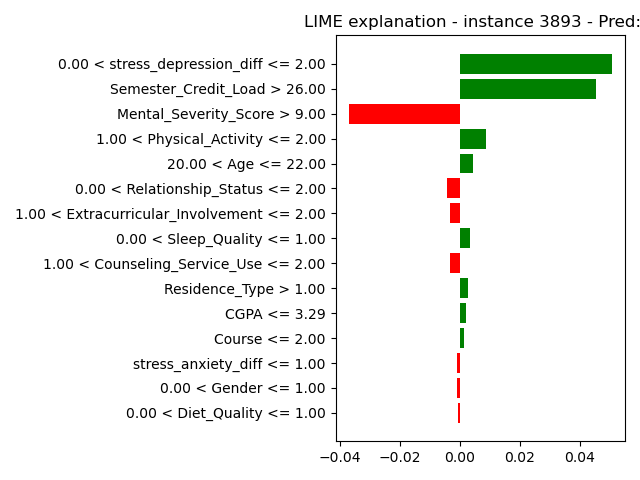 LIME explanation - instance 3893 - Pred:
0.00 < stress_depression_diff <= 2.00
Semester_Credit_Load > 26.00
Mental_Severity_Score > 9.00
1.00 < Physical_Activity <= 2.00
20.00 < Age <= 22.00
0.00 < Relationship_Status <= 2.00
1.00 < Extracurricular_Involvement <= 2.00
0.00 < Sleep_Quality <= 1.00
1.00 < Counseling_Service_Use <= 2.00
Residence_Type > 1.00
CGPA <= 3.29
Course <= 2.00
stress_anxiety_diff <= 1.00
0.00 < Gender <= 1.00
0.00 < Diet_Quality <= 1.00
−0.04 −0.02 0.00 0.02 0.04